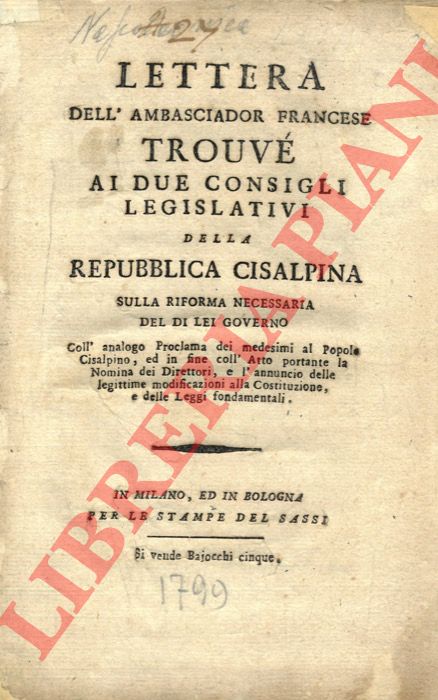 LETTERA
DELL' AMBASCIADOR FRANCESE
TROUVÉ
AI DUE CONSIGLI
LEGISLATIVI
DELLA
REPUBBLICA CISALPINA
SULLA RIFORMA NECESSARIA
DEL DI LEI GOVERNO
Coll' analogo Proclama dei medesimi al Popolo
Cisalpino, ed in fine coll' Atto portante la
Nomina dei Direttori, e l' annuncio delle
legittime modificazioni alla Costituzione,
e delle Leggi fondamentali.
IN MILANO, ED IN BOLOGNA
PER LE STAMPE DEL SASSI
Si vende Bajocchi cinque.
1799
LIBRERIA PIANI